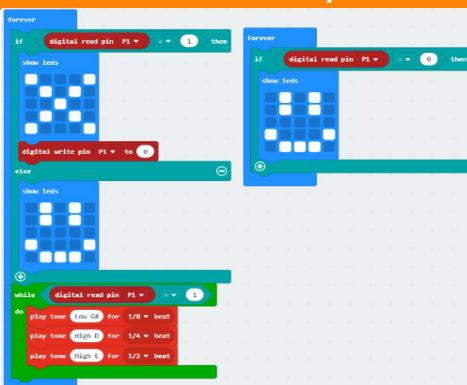 forever
if digital read pin P1 = 1 then
show leds
digital write pin P1 to 0
else
show leds
while digital read pin P1 = 1
do play tone Low G# for 1/8 beat
play tone High D for 1/4 beat
play tone High E for 1/2 beat
forever
if digital read pin P1 = 0 then
show leds